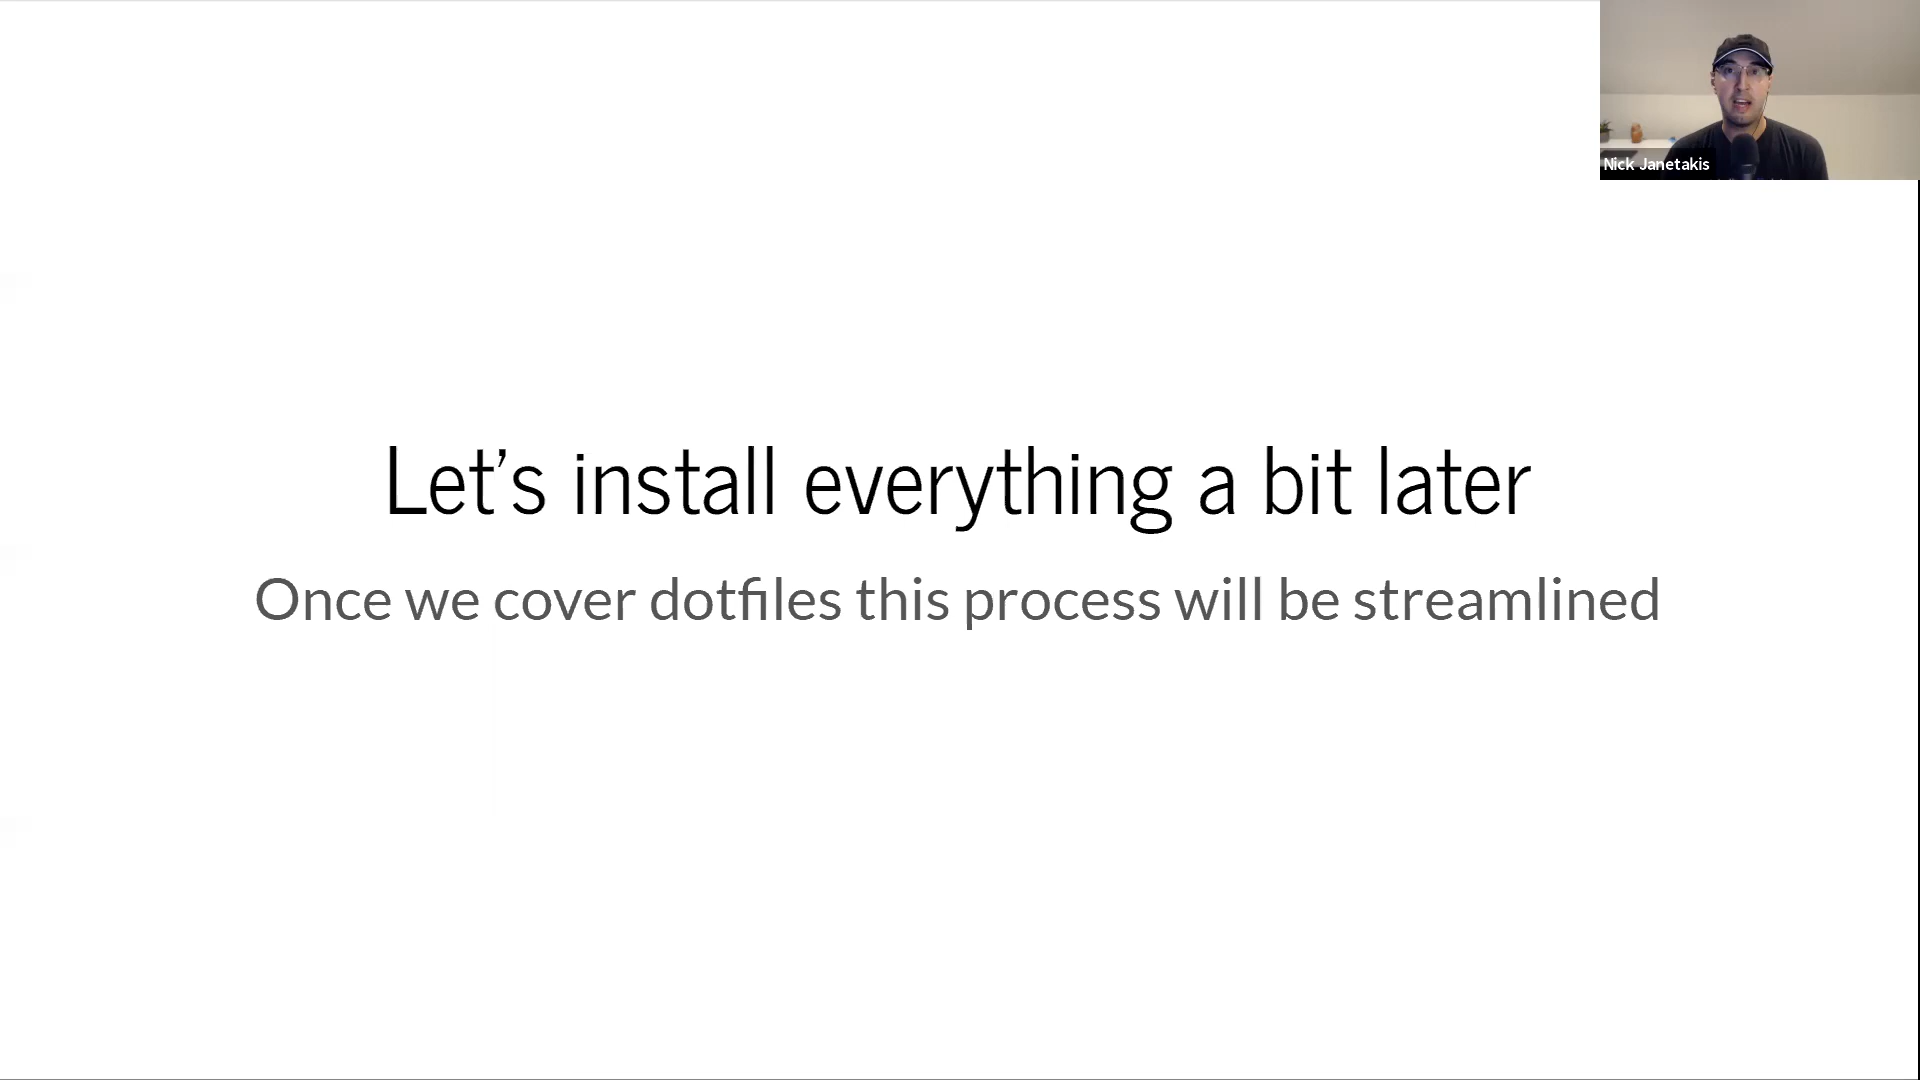 Nick Janetakis
Let's install everything a bit later
Once we cover dotfiles this process will be streamlined